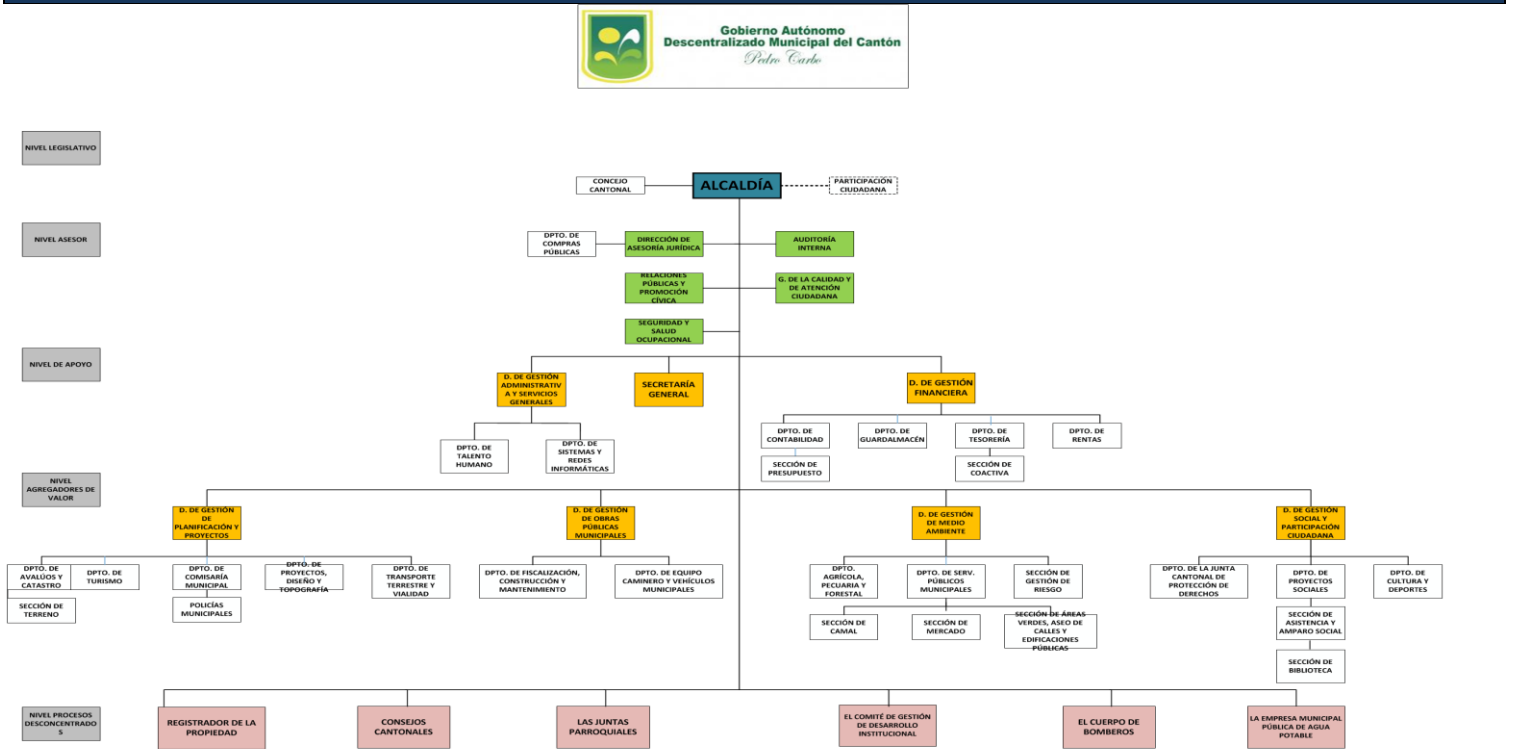 Gobierno Autónomo
Descentralizado Municipal del Cantón
Pedro Carbo
NIVEL LEGISLATIVO
CONCEJO
CANTONAL
ALCALDÍA
PARTICIPACIÓN
CIUDADANA
NIVEL ASESOR
DPTO. DE
COMPRAS
PÚBLICAS
DIRECCIÓN DE
ASESORÍA JURÍDICA
AUDITORÍA
INTERNA
RELACIONES
PÚBLICAS Y
PROMOCIÓN
CÍVICA
G. DE LA CALIDAD Y
DE ATENCIÓN
CIUDADANA
SEGURIDAD Y
SALUD
OCUPACIONAL
NIVEL DE APOYO
D. DE GESTIÓN
ADMINISTRATIV
A Y SERVICIOS
GENERALES
SECRETARÍA
GENERAL
D. DE GESTIÓN
FINANCIERA
DPTO. DE
TALENTO
HUMANO
DPTO. DE
SISTEMAS Y
REDES
INFORMÁTICAS
DPTO. DE
CONTABILIDAD
DPTO. DE
GUARDALMACÉN
DPTO. DE
TESORERÍA
DPTO. DE
RENTAS
SECCIÓN DE
PRESUPUESTO
SECCIÓN DE
COACTIVA
NIVEL
AGREGADORES DE
VALOR
D. DE GESTIÓN
DE
PLANIFICACIÓN Y
PROYECTOS
D. DE GESTIÓN
DE OBRAS
PÚBLICAS
MUNICIPALES
D. DE GESTIÓN
DE MEDIO
AMBIENTE
D. DE GESTIÓN
SOCIAL Y
PARTICIPACIÓN
CIUDADANA
DPTO. DE
AVALÚOS Y
CATASTRO
DPTO. DE
TURISMO
DPTO. DE
COMISARÍA
MUNICIPAL
DPTO. DE
PROYECTOS,
DISEÑO Y
TOPOGRAFÍA
DPTO. DE
TRANSPORTE
TERRESTRE Y
VIALIDAD
DPTO. DE FISCALIZACIÓN,
CONSTRUCCIÓN Y
MANTENIMIENTO
DPTO. DE EQUIPO
CAMINERO Y VEHÍCULOS
MUNICIPALES
DPTO.
AGRÍCOLA,
PECUARIA Y
FORESTAL
DPTO. DE SERV.
PÚBLICOS
MUNICIPALES
SECCIÓN DE
GESTIÓN DE
RIESGO
DPTO. DE LA JUNTA
CANTONAL DE
PROTECCIÓN DE
DERECHOS
DPTO. DE
PROYECTOS
SOCIALES
DPTO. DE
CULTURA Y
DEPORTES
SECCIÓN DE
TERRENO
POLICÍAS
MUNICIPALES
SECCIÓN DE
CAMAL
SECCIÓN DE
MERCADO
SECCIÓN DE ÁREAS
VERDES, ASEO DE
CALLES Y
EDIFICACIONES
PÚBLICAS
SECCIÓN DE
ASISTENCIA Y
AMPARO SOCIAL
SECCIÓN DE
BIBLIOTECA
NIVEL PROCESOS
DESCONCENTRADO
S
REGISTRADOR DE LA
PROPIEDAD
CONSEJOS
CANTONALES
LAS JUNTAS
PARROQUIALES
EL COMITÉ DE GESTIÓN
DE DESARROLLO
INSTITUCIONAL
EL CUERPO DE
BOMBEROS
LA EMPRESA MUNICIPAL
PÚBLICA DE AGUA
POTABLE